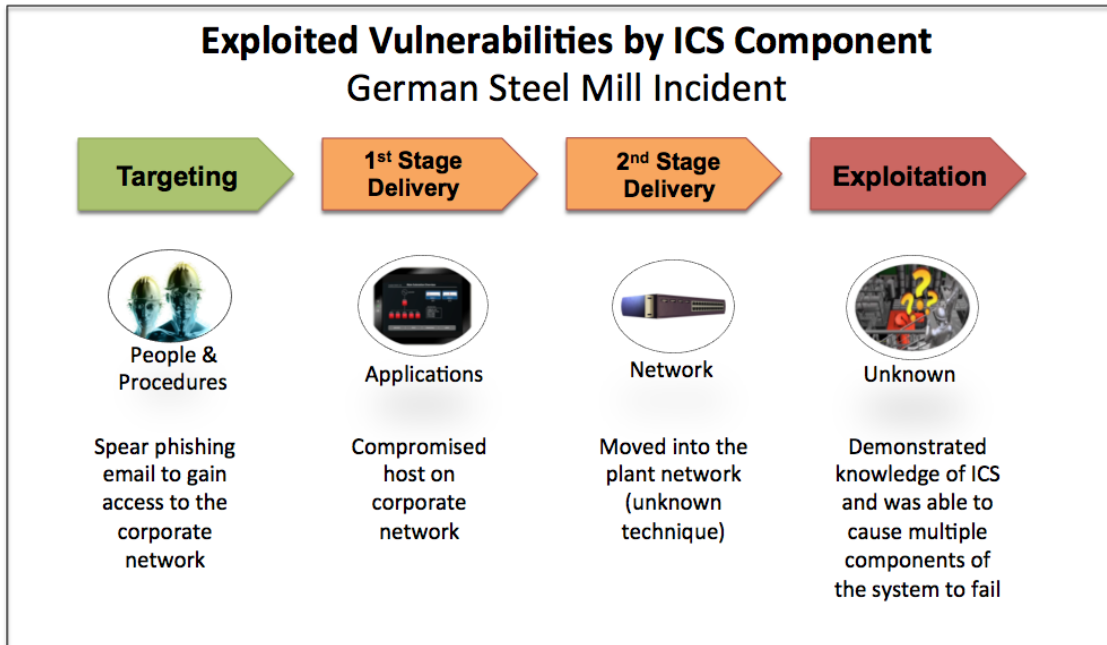 Exploited Vulnerabilities by ICS Component
German Steel Mill Incident
Targeting
1st Stage
Delivery
2nd Stage
Delivery
Exploitation
People &
Procedures
Applications
Network
Unknown
Spear phishing
email to gain
access to the
corporate
network
Compromised
host on
corporate
network
Moved into the
plant network
(unknown
technique)
Demonstrated
knowledge of ICS
and was able to
cause multiple
components of
the system to fail